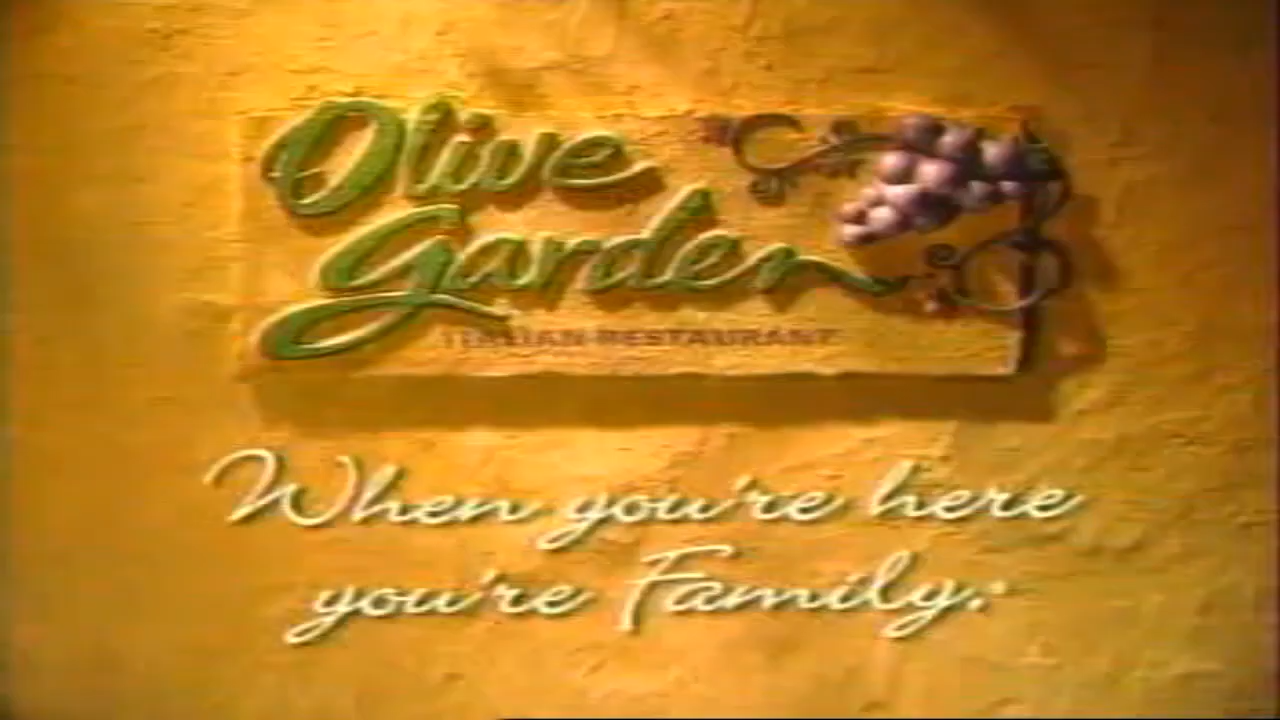 Olive
Garden
ITALIAN RESTAURANT
When you're here
you're Family.